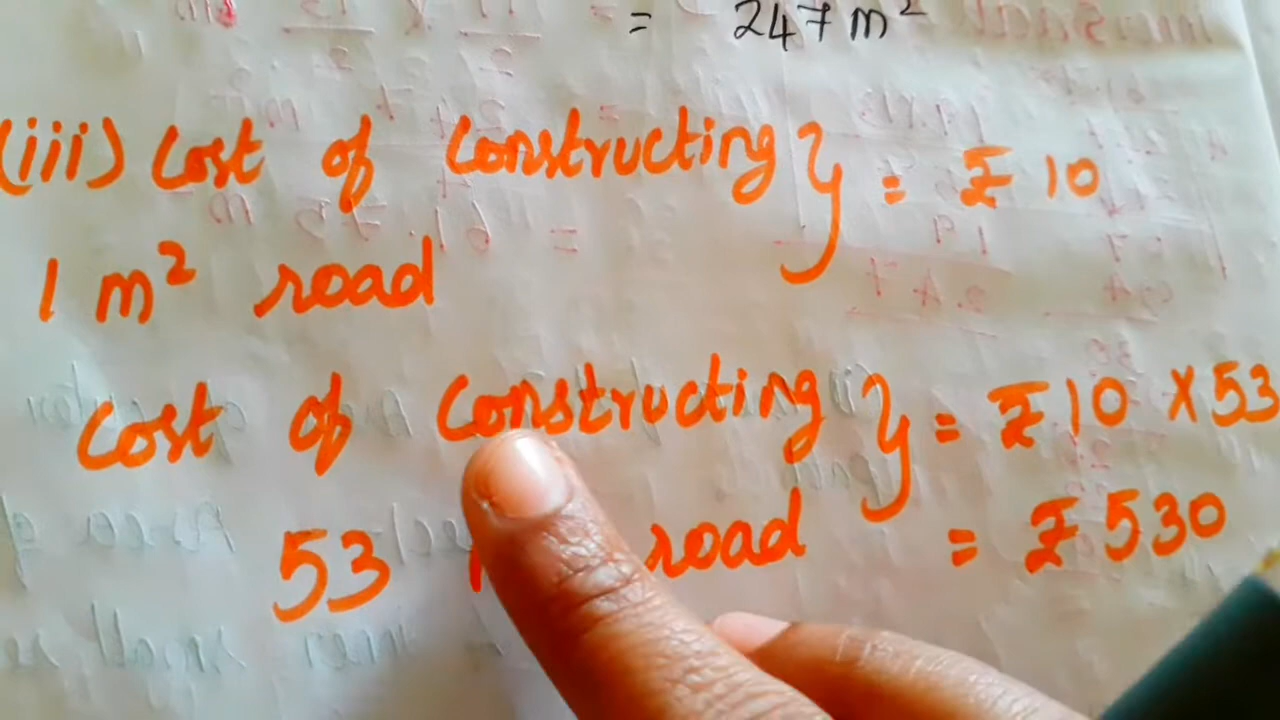 = 247 m²
(iii) Cost of Constructing } = ₹ 10
1 m² road
Cost of Constructing } = ₹ 10 X 53
53 road = ₹ 530